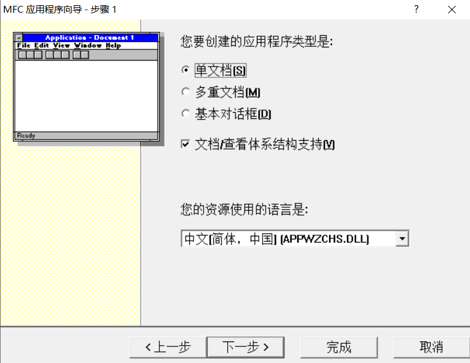 MFC 应用程序向导 - 步骤 1
? ×
Application - Document 1
File Edit View Window Help
Ready
您要创建的应用程序类型是:
单文档(S)
多重文档(M)
基本对话框(D)
文档/查看体系结构支持(V)
您的资源使用的语言是:
中文[简体，中国] (APPWZCHS.DLL)
< 上一步
下一步 >
完成
取消